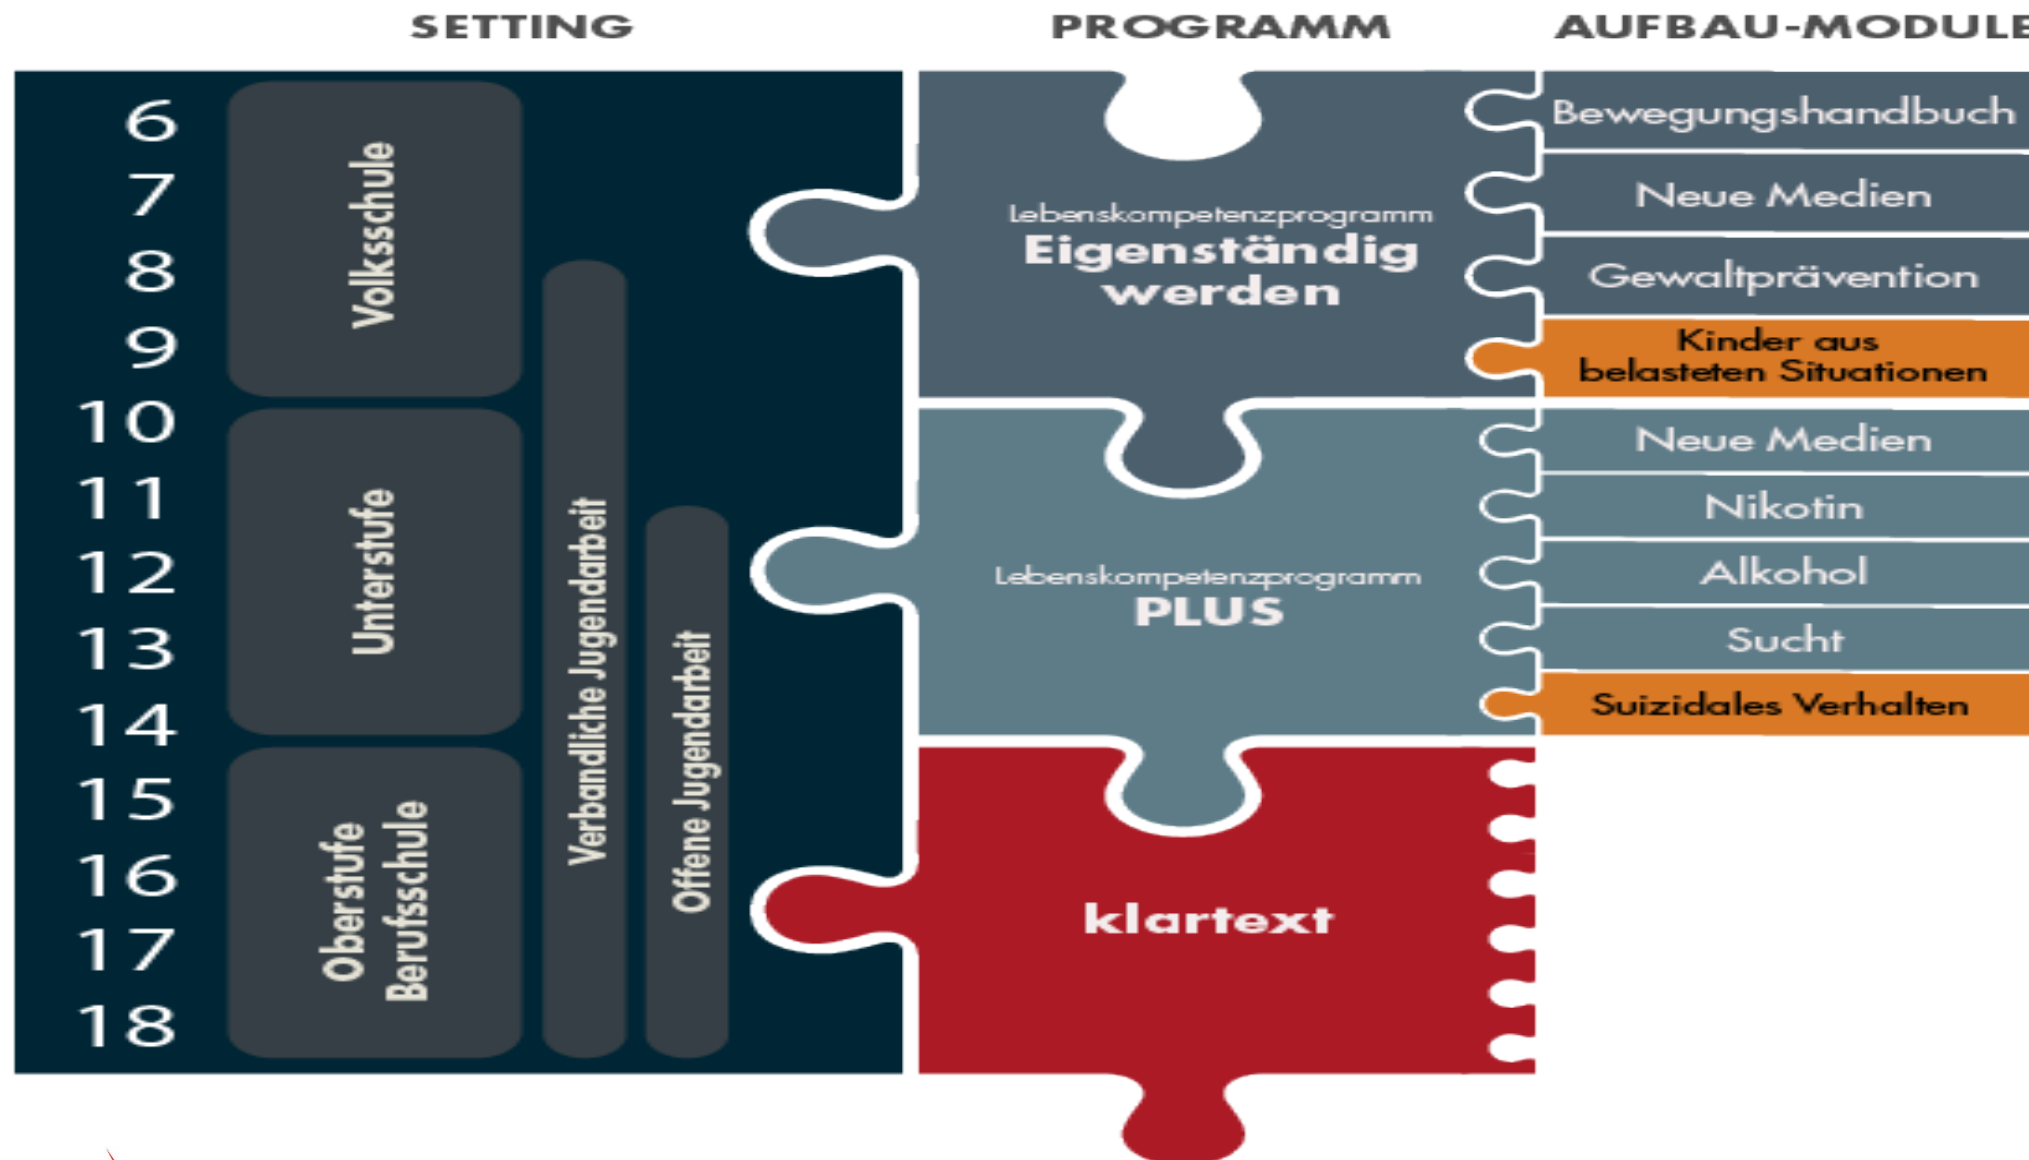 SETTING
PROGRAMM
AUFBAU-MODULE
6
7
8
9
10
11
12
13
14
15
16
17
18
Volksschule
Unterstufe
Oberstufe
Berufsschule
Verbandliche Jugendarbeit
Offene Jugendarbeit
Lebenskompetenzprogramm
Eigenständig
werden
Lebenskompetenzprogramm
PLUS
klartext
Bewegungshandbuch
Neue Medien
Gewaltprävention
Kinder aus
belasteten Situationen
Neue Medien
Nikotin
Alkohol
Sucht
Suizidales Verhalten